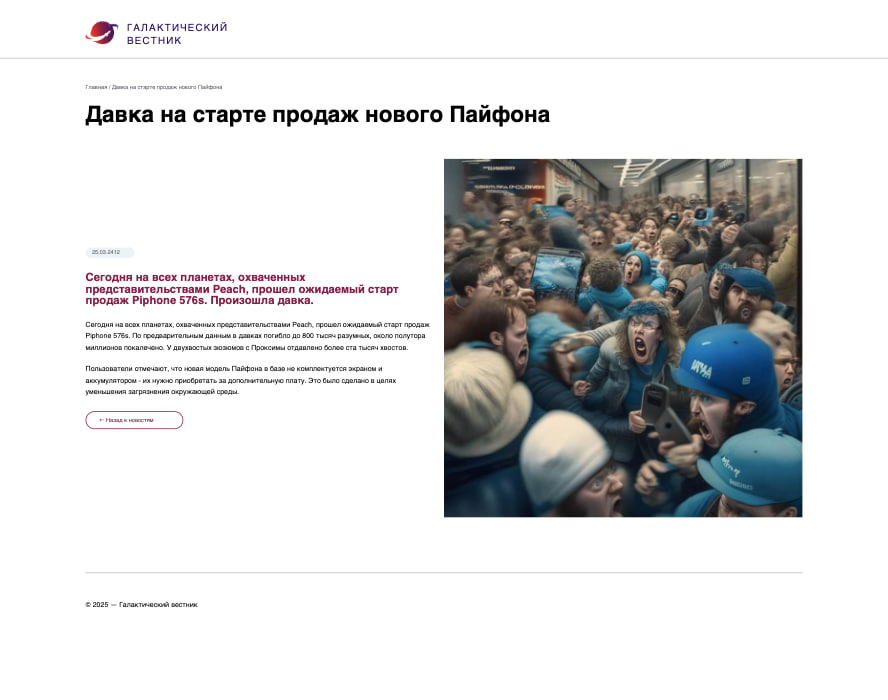 ГАЛАКТИЧЕСКИЙ
ВЕСТНИК
Главная / Давка на старте продаж нового Пайфона
Давка на старте продаж нового Пайфона
25.03.2412
Сегодня на всех планетах, охваченных
представительствами Peach, прошел ожидаемый старт
продаж Piphone 576s. Произошла давка.
Сегодня на всех планетах, охваченных представительствами Peach, прошел ожидаемый старт продаж
Piphone 576s. По предварительным данным в давках погибло до 800 тысяч разумных, около полутора
миллионов покалечено. У двухвостых экзомов с Проксимы отдавлено более ста тысяч хвостов.
Пользователи отмечают, что новая модель Пайфона в базе не комплектуется экраном и
аккумулятором - их нужно приобретать за дополнительную плату. Это было сделано в целях
уменьшения загрязнения окружающей среды.
← Назад к новостям
© 2025 — Галактический вестник